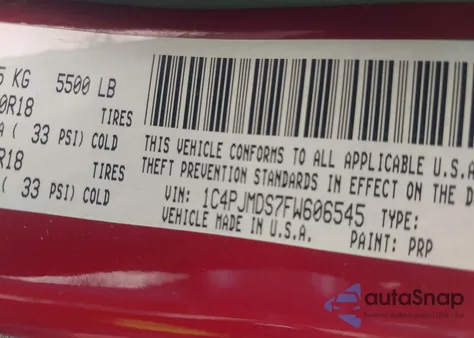 5 KG 5500 LB
0R18 TIRES
A ( 33 PSI) COLD
R18 TIRES
( 33 PSI) COLD
THIS VEHICLE CONFORMS TO ALL APPLICABLE U.S.A
THEFT PREVENTION STANDARDS IN EFFECT ON THE D
VIN: 1C4PJMDS7FW606545 TYPE:
VEHICLE MADE IN U.S.A. PAINT: PRP
autoSnap